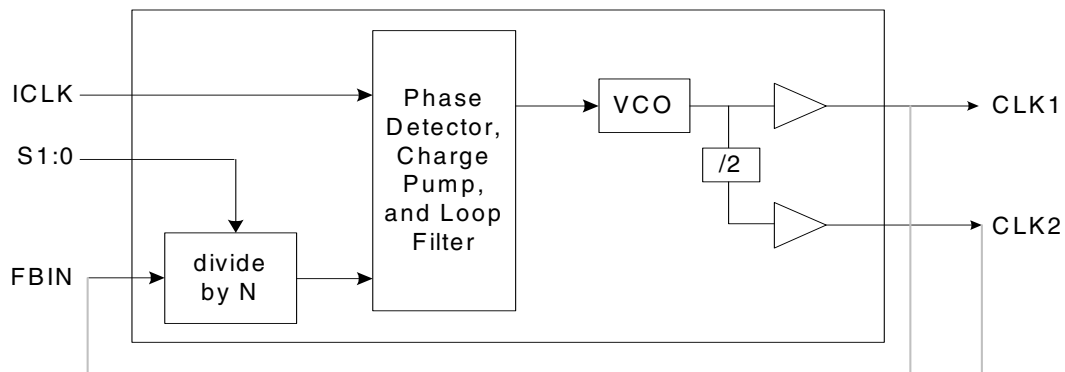 ICLK
S1:0
FBIN
divide
by N
Phase
Detector,
Charge
Pump,
and Loop
Filter
VCO
/2
CLK1
CLK2